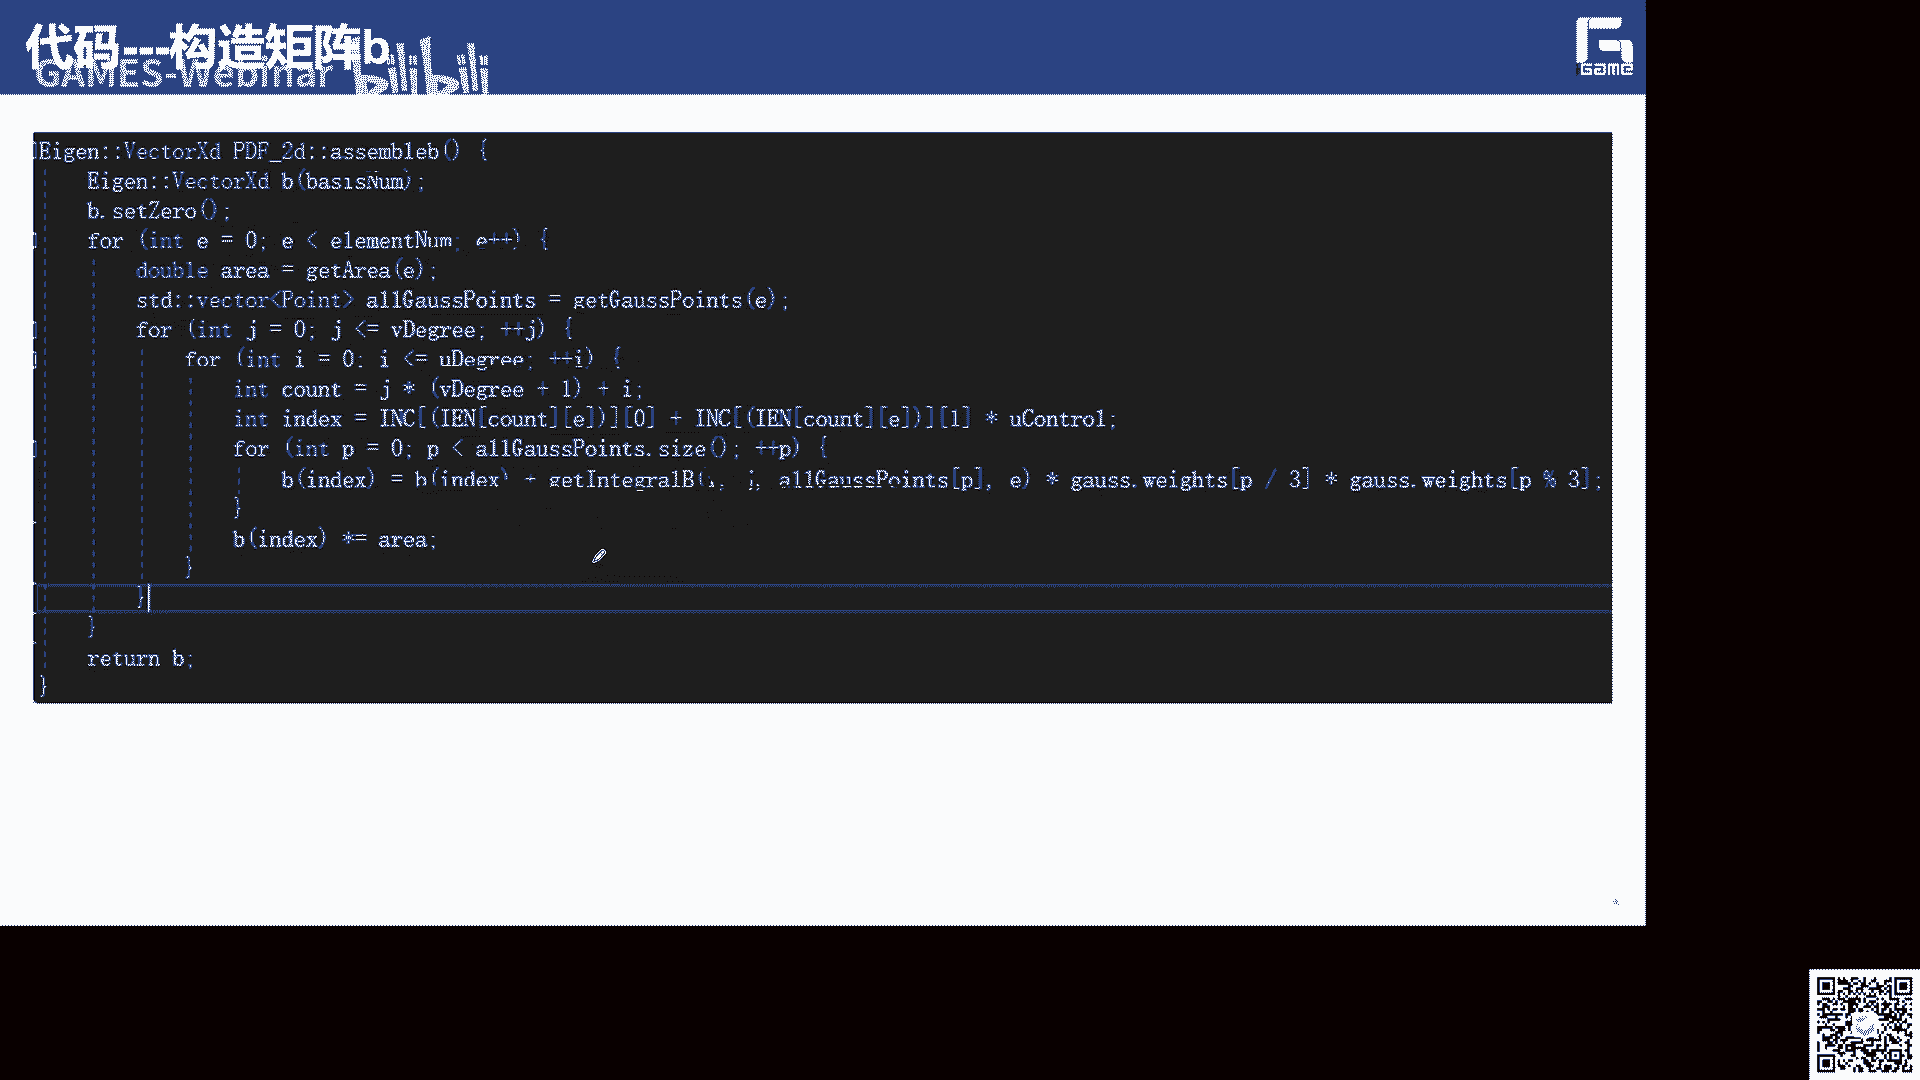 代码---构造矩阵b
GAMES-Webinar bilibili
Game
Eigen::VectorXd PDF_2d::assembleb() {
Eigen::VectorXd b(basisNum);
b.setZero();
for (int e = 0; e < elementNum; e++) {
double area = getArea(e);
std::vector<Point> allGaussPoints = getGaussPoints(e);
for (int j = 0; j <= vDegree; ++j) {
for (int i = 0; i <= uDegree; ++i) {
int count = j * (vDegree + 1) + i;
int index = INC[(IEN[count][e])][0] + INC[(IEN[count][e])][1] * uControl;
for (int p = 0; p < allGaussPoints.size(); ++p) {
b(index) = b(index) + getIntegralB(i, j, allGaussPoints[p], e) * gauss.weights[p / 3] * gauss.weights[p % 3];
}
b(index) *= area;
}
}
}
return b;
}